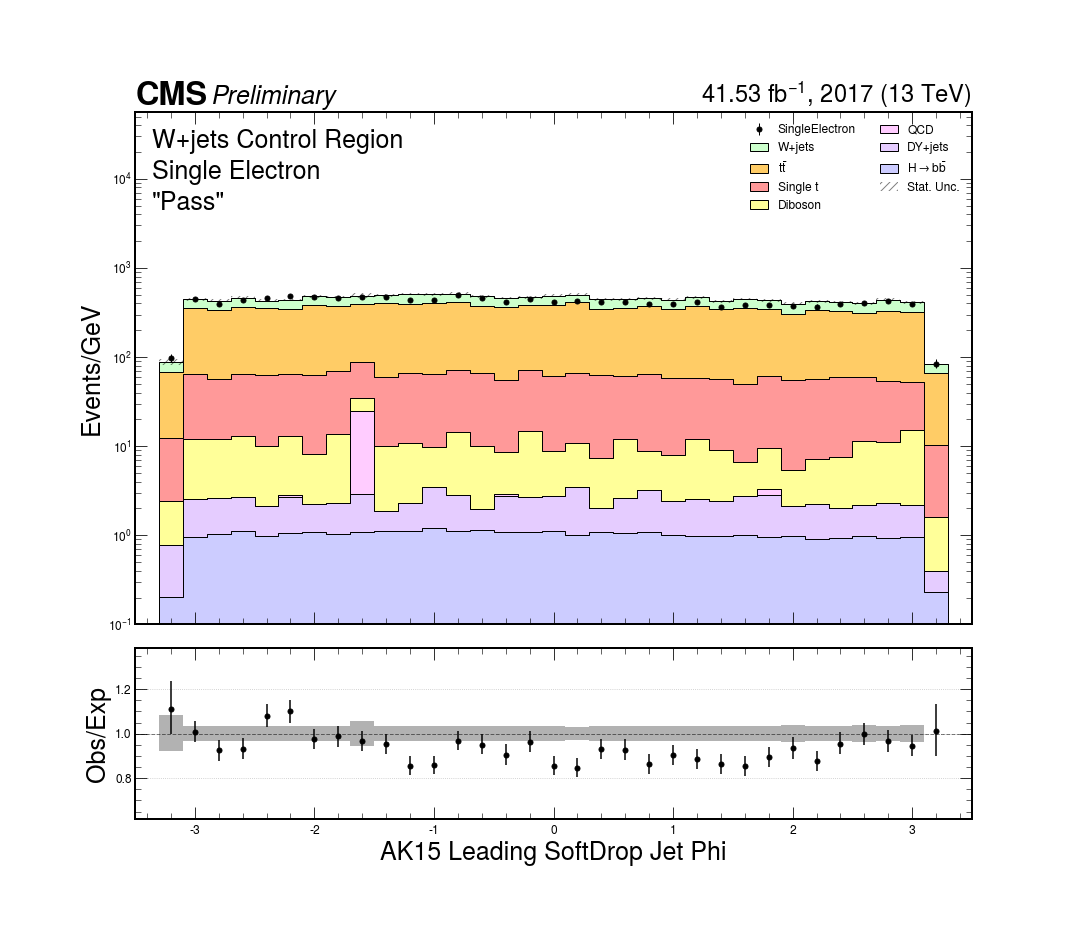 CMS Preliminary
41.53 fb⁻¹, 2017 (13 TeV)
W+jets Control Region
Single Electron
"Pass"
SingleElectron
W+jets
tt̄
Single t
Diboson
QCD
DY+jets
H→bb̄
Stat. Unc.
Events/GeV
10⁴
10³
10²
10¹
10⁰
10⁻¹
Obs/Exp
1.2
1.0
0.8
-3 -2 -1 0 1 2 3
AK15 Leading SoftDrop Jet Phi